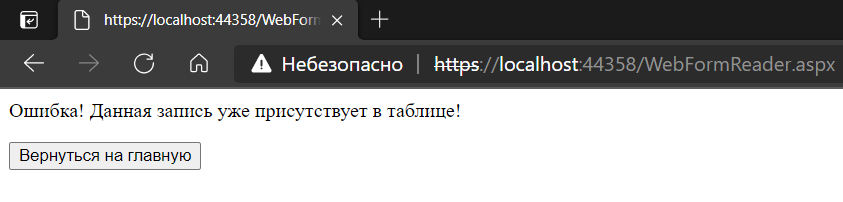 https://localhost:44358/WebForm
Небезопасно https://localhost:44358/WebFormReader.aspx
Ошибка! Данная запись уже присутствует в таблице!
Вернуться на главную